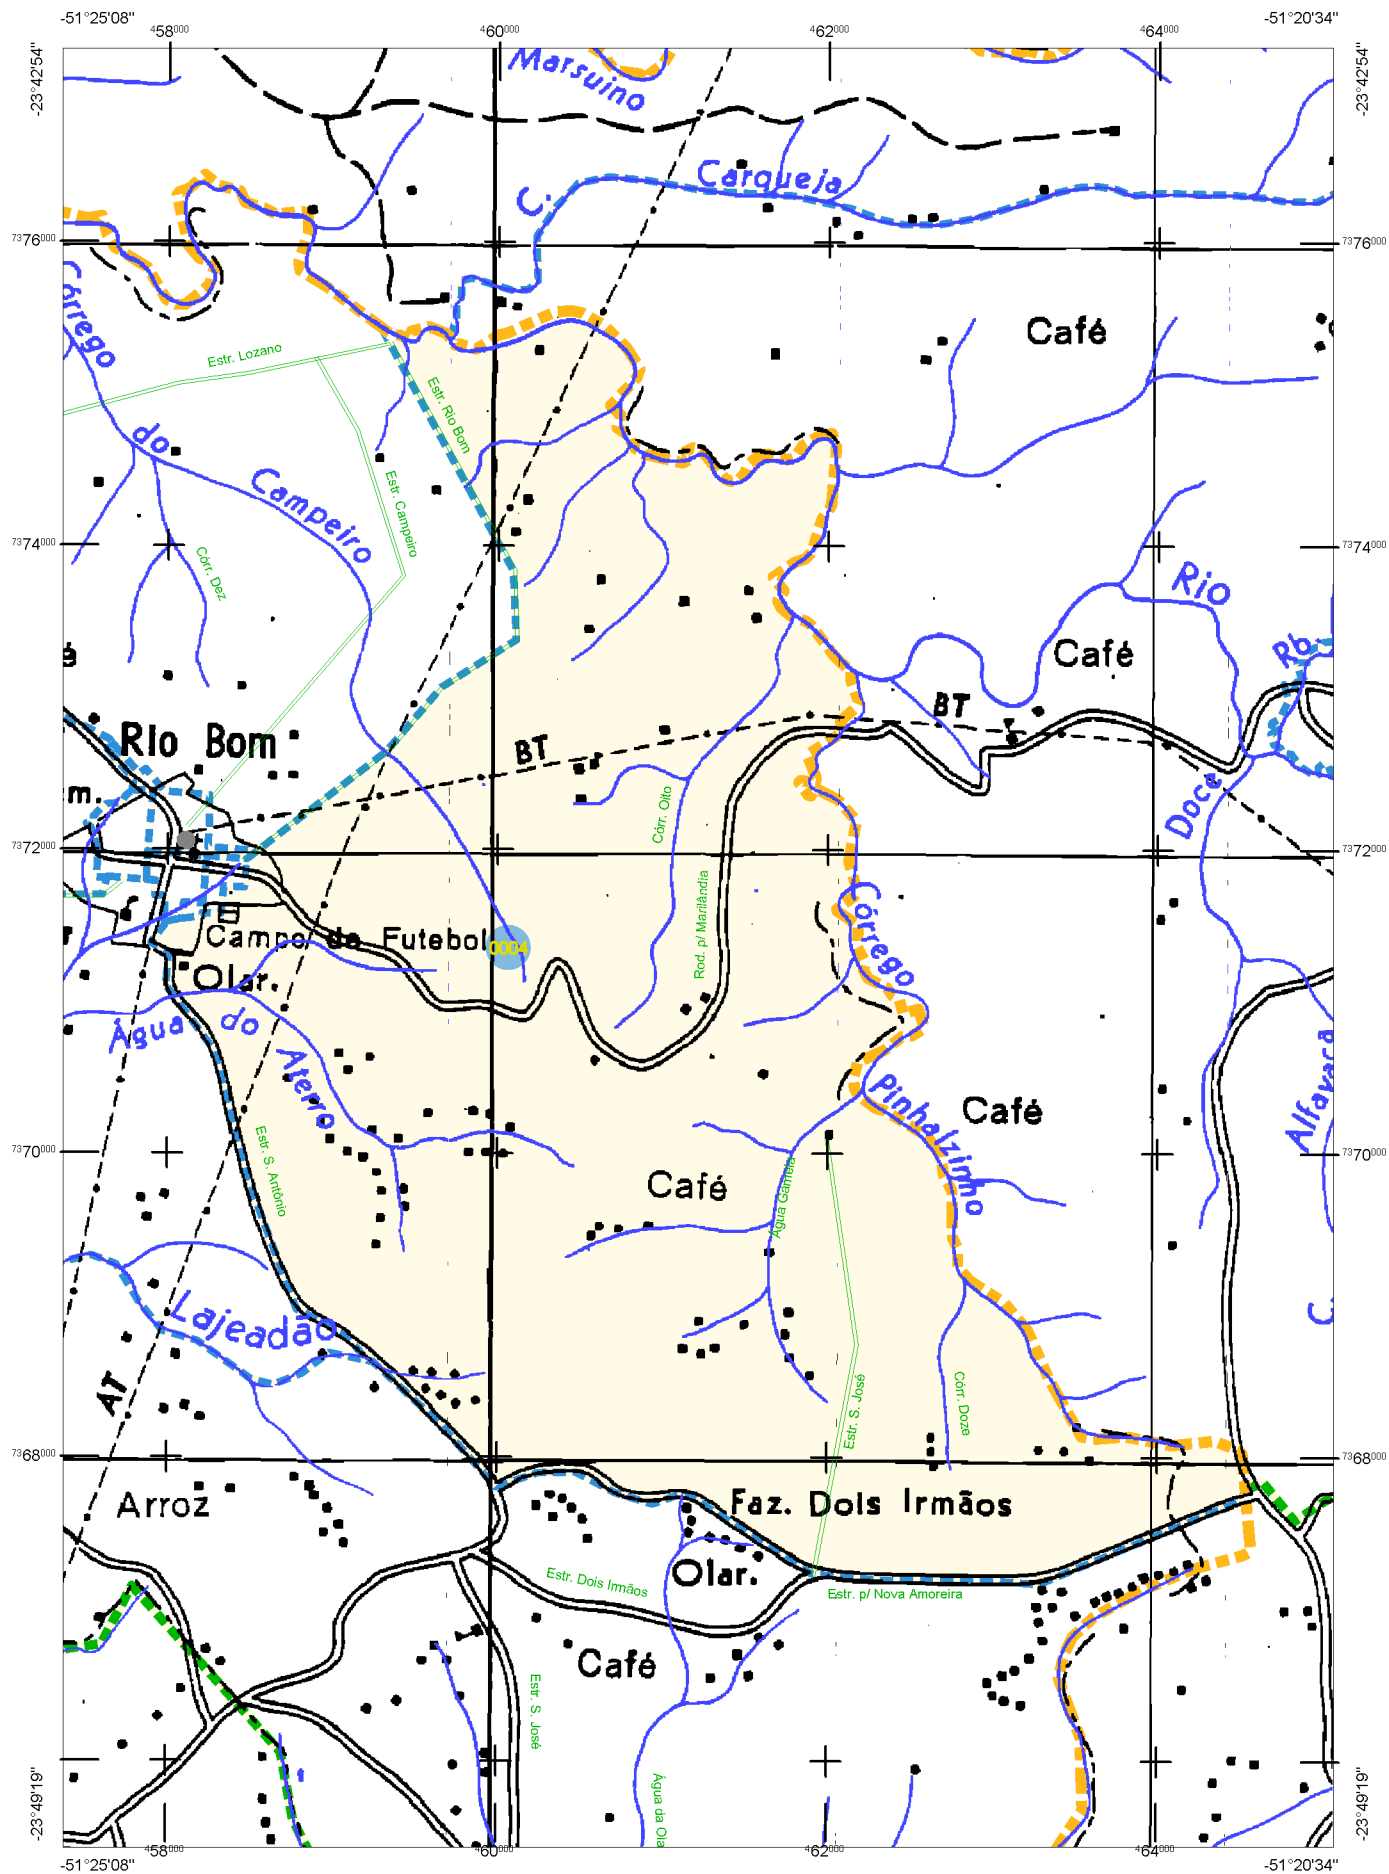 -51°25'08"
-51°20'34"
458000
460000
462000
464000
-23°42'54"
-23°42'54"
Marsuino
Carqueja
C.
7376000
7376000
Córrego
do
Campeiro
Estr. Lozano
Estr. Rio Bom
Estr. Campeiro
Café
7374000
7374000
Córr. Dez
Rio
Café
Rb.
é
Rio Bom
BT
BT
m.
Doce
Córr. Oito
7372000
7372000
Rod. p/ Marilândia
Córrego
Campo de Futebol
0004
Olar.
Água do
Aterro
Pinhalzinho
Café
Alfavaca
Estr. S. Antônio
7370000
7370000
Café
Água Gamela
Lajeadão
C.
AT
Estr. S. José
Córr. Doze
7368000
7368000
Arroz
Faz. Dois Irmãos
Olar.
Estr. Dois Irmãos
Estr. p/ Nova Amoreira
Café
Estr. S. José
Água da Olar
-23°49'19"
-23°49'19"
458000
460000
462000
464000
-51°25'08"
-51°20'34"